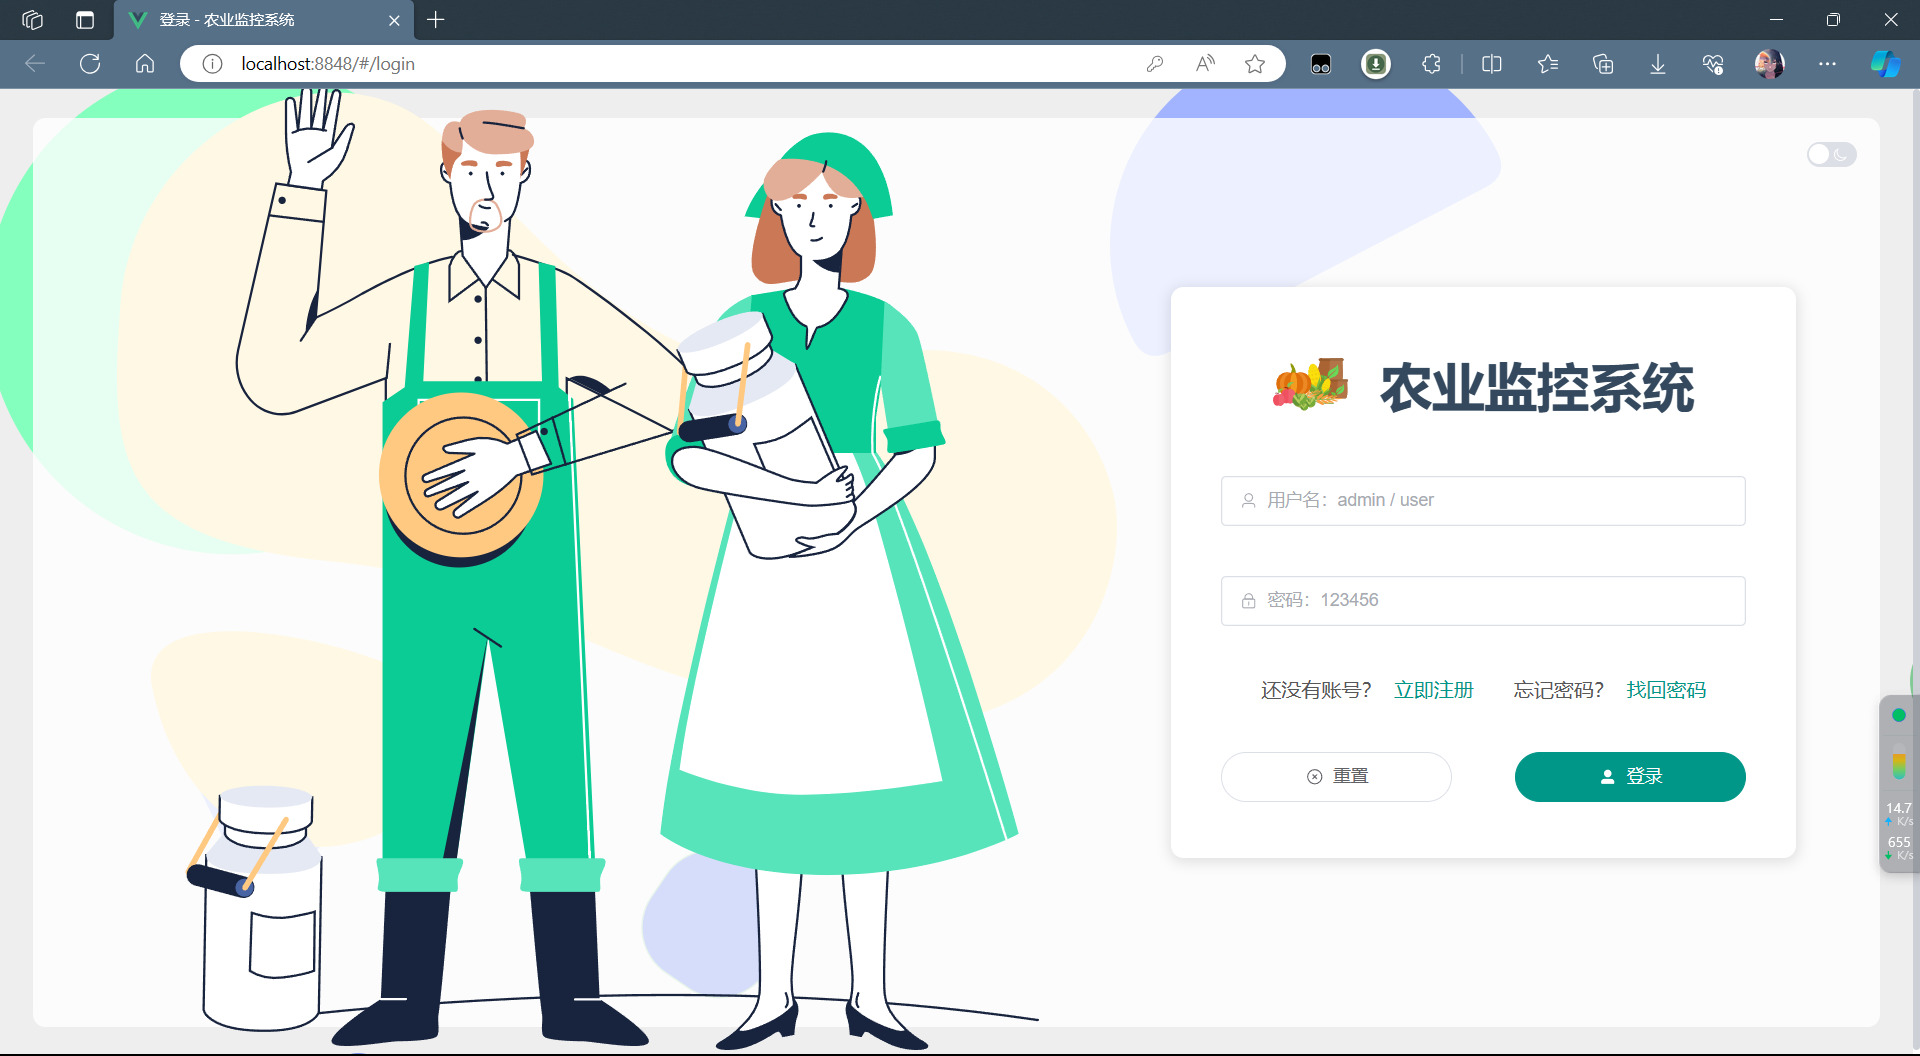 登录 - 农业监控系统
localhost:8848/#/login
农业监控系统
用户名：admin / user
密码：123456
还没有账号？ 立即注册 忘记密码？ 找回密码
重置 登录
14.7
K/s
655
K/s